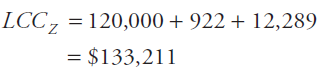 LCC_Z = 120,000 + 922 + 12,289
= $133,211